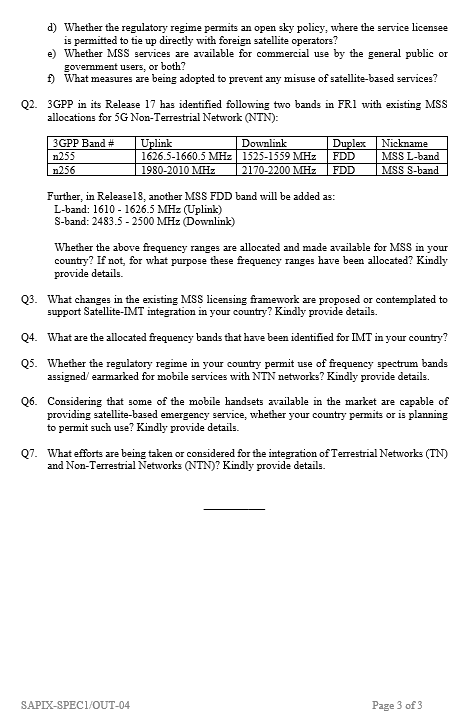 d) Whether the regulatory regime permits an open sky policy, where the service licensee
is permitted to tie up directly with foreign satellite operators?
e) Whether MSS services are available for commercial use by the general public or
government users, or both?
f) What measures are being adopted to prevent any misuse of satellite-based services?
Q2. 3GPP in its Release 17 has identified following two bands in FR1 with existing MSS
allocations for 5G Non-Terrestrial Network (NTN):
3GPP Band # Uplink Downlink Duplex Nickname
n255 1626.5-1660.5 MHz 1525-1559 MHz FDD MSS L-band
n256 1980-2010 MHz 2170-2200 MHz FDD MSS S-band
Further, in Release18, another MSS FDD band will be added as:
L-band: 1610 - 1626.5 MHz (Uplink)
S-band: 2483.5 - 2500 MHz (Downlink)
Whether the above frequency ranges are allocated and made available for MSS in your
country? If not, for what purpose these frequency ranges have been allocated? Kindly
provide details.
Q3. What changes in the existing MSS licensing framework are proposed or contemplated to
support Satellite-IMT integration in your country? Kindly provide details.
Q4. What are the allocated frequency bands that have been identified for IMT in your country?
Q5. Whether the regulatory regime in your country permit use of frequency spectrum bands
assigned/ earmarked for mobile services with NTN networks? Kindly provide details.
Q6. Considering that some of the mobile handsets available in the market are capable of
providing satellite-based emergency service, whether your country permits or is planning
to permit such use? Kindly provide details.
Q7. What efforts are being taken or considered for the integration of Terrestrial Networks (TN)
and Non-Terrestrial Networks (NTN)? Kindly provide details.
SAPIX-SPEC1/OUT-04 Page 3 of 3